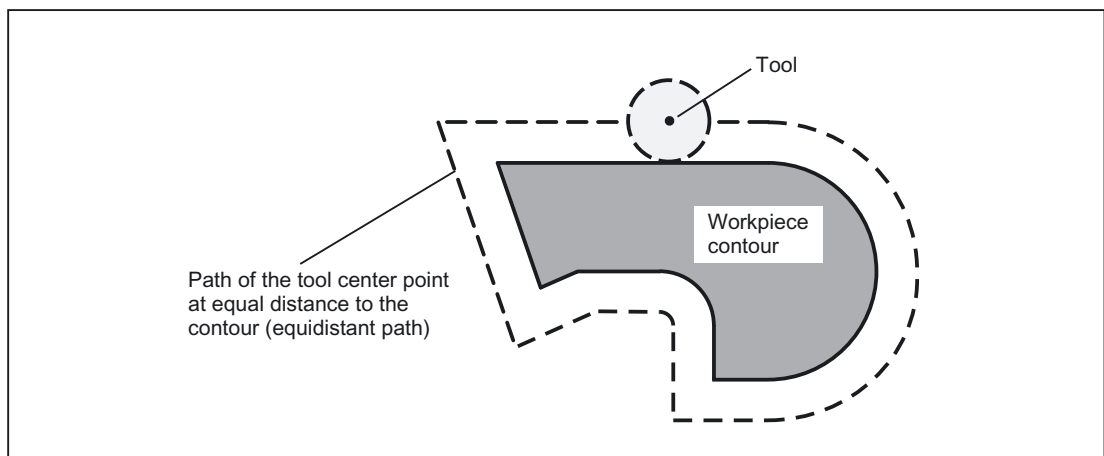 Tool
Workpiece
contour
Path of the tool center point
at equal distance to the
contour (equidistant path)